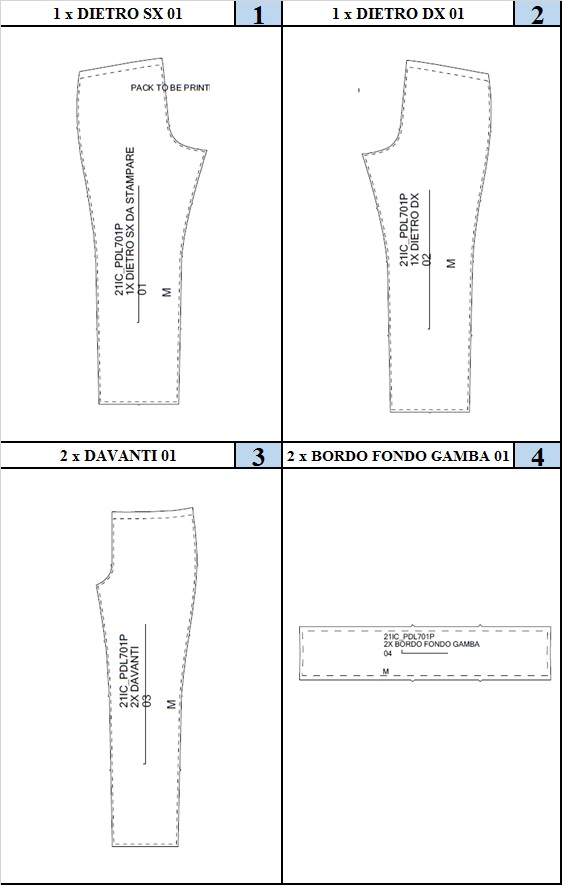 1 x DIETRO SX 01
1
1 x DIETRO DX 01
2
PACK TO BE PRINT
21IC_PDL701P
1X DIETRO SX DA STAMPARE
01
M
21IC_PDL701P
1X DIETRO DX
02
M
2 x DAVANTI 01
3
2 x BORDO FONDO GAMBA 01
4
21IC_PDL701P
2X DAVANTI
03
M
21IC_PDL701P
2X BORDO FONDO GAMBA
04
M